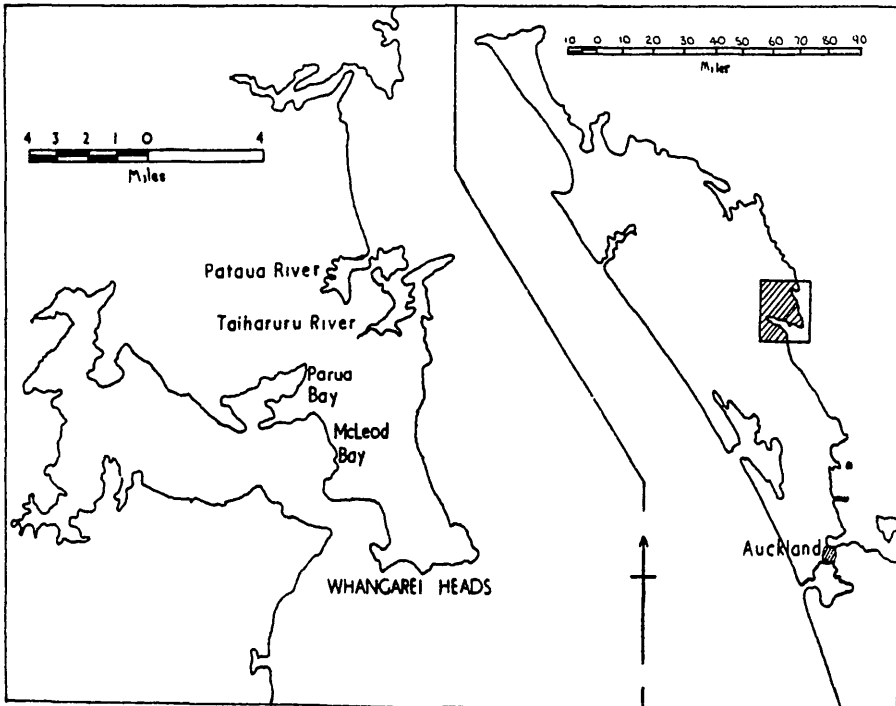 4 3 2 1 0 4
Miles
Pataua River
Taiharuru River
Parua
Bay
McLeod
Bay
WHANGAREI HEADS
10 0 10 20 30 40 50 60 70 80 90
Miles
Auckland